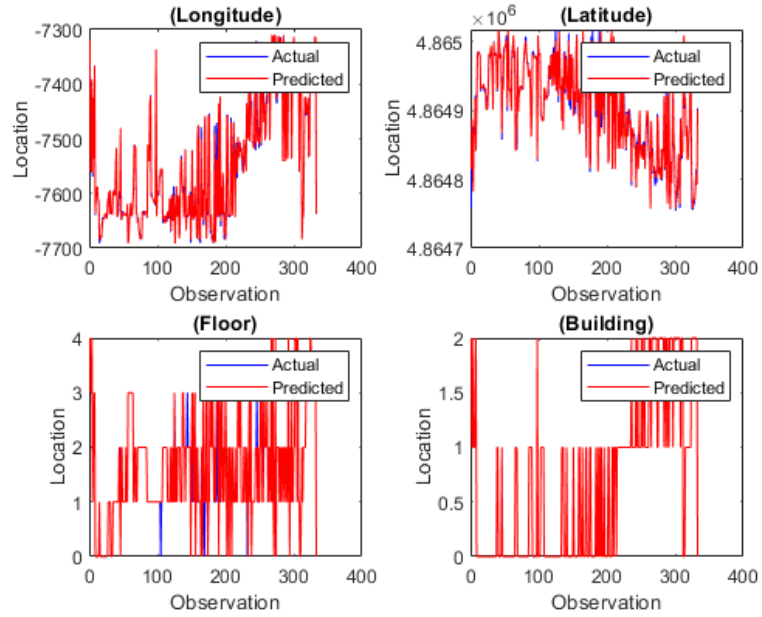 (Longitude)
-7300
-7400
-7500
-7600
-7700
Location
0
100
200
300
400
Observation
Actual
Predicted
(Latitude)
×10⁶
4.865
4.8649
4.8648
4.8647
Location
0
100
200
300
400
Observation
Actual
Predicted
(Floor)
4
3
2
1
0
Location
0
100
200
300
400
Observation
Actual
Predicted
(Building)
2
1.5
1
0.5
0
Location
0
100
200
300
400
Observation
Actual
Predicted